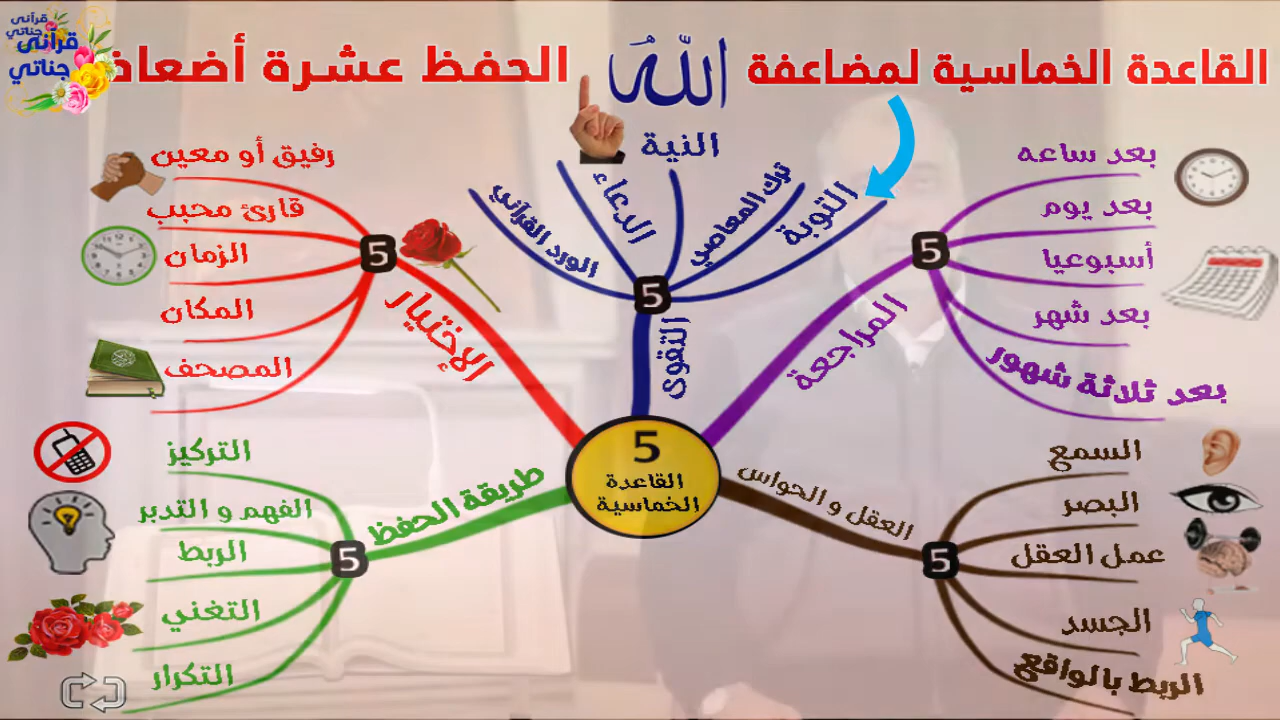 القاعدة الخماسية لمضاعفة
الله
الحفظ عشرة أضعاف
قرآنى
جناتي
قرآنى
جناتي
النية
التوبة
ترك المعاصي
الدعاء
الورد القرآني
5
التقوى
بعد ساعه
بعد يوم
أسبوعيا
بعد شهر
بعد ثلاثة شهور
5
المراجعة
رفيق أو معين
قارئ محبب
الزمان
المكان
المصحف
5
الإختيار
5
القاعدة
الخماسية
السمع
البصر
عمل العقل
الجسد
الربط بالواقع
5
العقل و الحواس
التركيز
الفهم و التدبر
الربط
التغني
التكرار
5
طريقة الحفظ